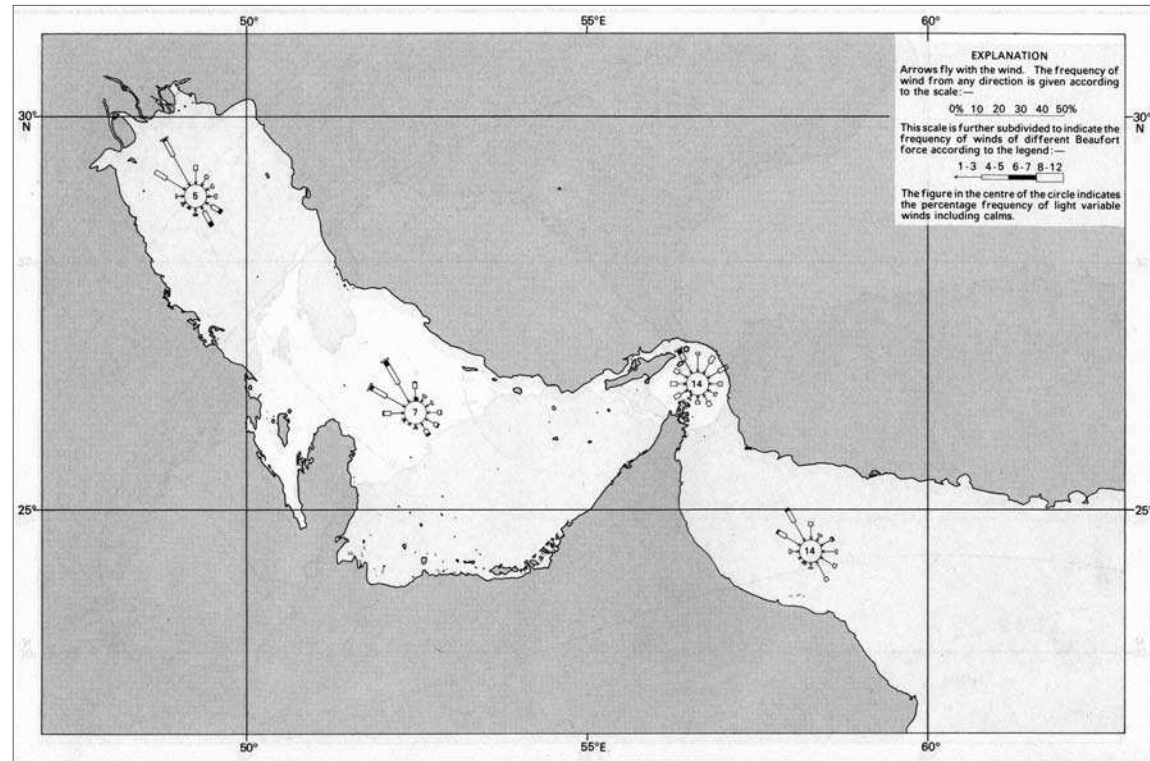 50°
55°E
60°
EXPLANATION
Arrows fly with the wind. The frequency of
wind from any direction is given according
to the scale:—
0% 10 20 30 40 50%
This scale is further subdivided to indicate the
frequency of winds of different Beaufort
force according to the legend:—
1-3 4-5 6-7 8-12
The figure in the centre of the circle indicates
the percentage frequency of light variable
winds including calms.
30°
N
30°
N
5
14
7
25°
25°
14
50°
55°
60°